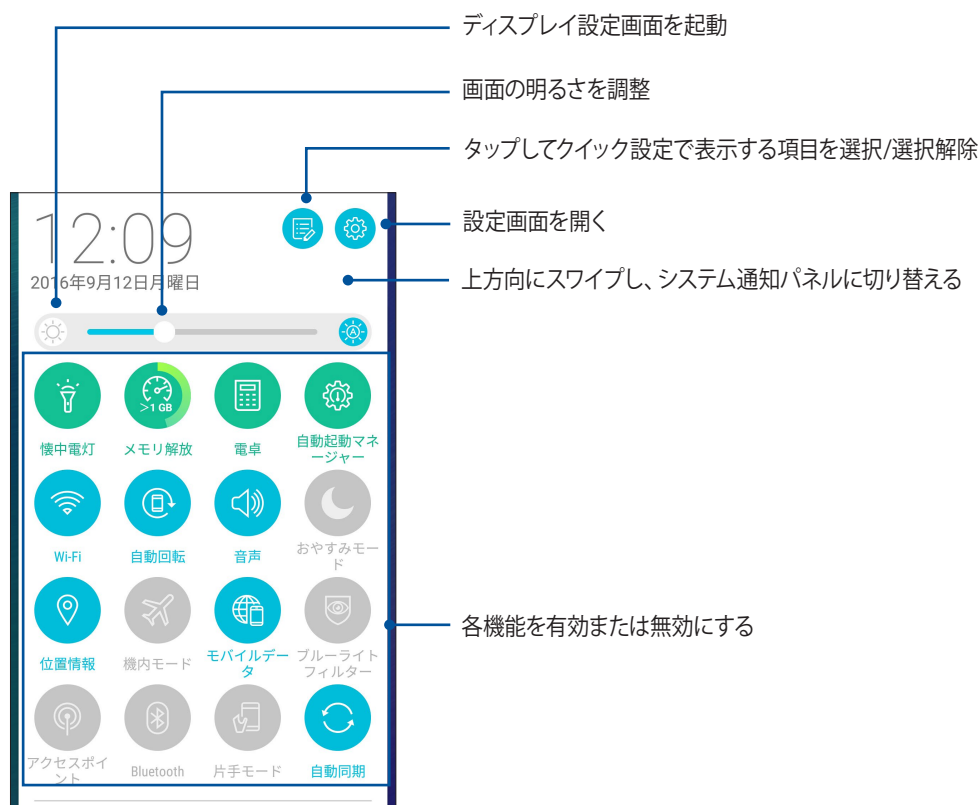 ディスプレイ設定画面を起動
画面の明るさを調整
タップしてクイック設定で表示する項目を選択/選択解除
設定画面を開く
上方向にスワイプし、システム通知パネルに切り替える
12:09
2016年9月12日月曜日
A
>1 GB
懐中電灯
メモリ解放
電卓
自動起動マネ
ージャー
Wi-Fi
自動回転
音声
おやすみモー
ド
位置情報
機内モード
モバイルデー
タ
ブルーライト
フィルター
各機能を有効または無効にする
アクセスポイ
ント
Bluetooth
片手モード
自動同期